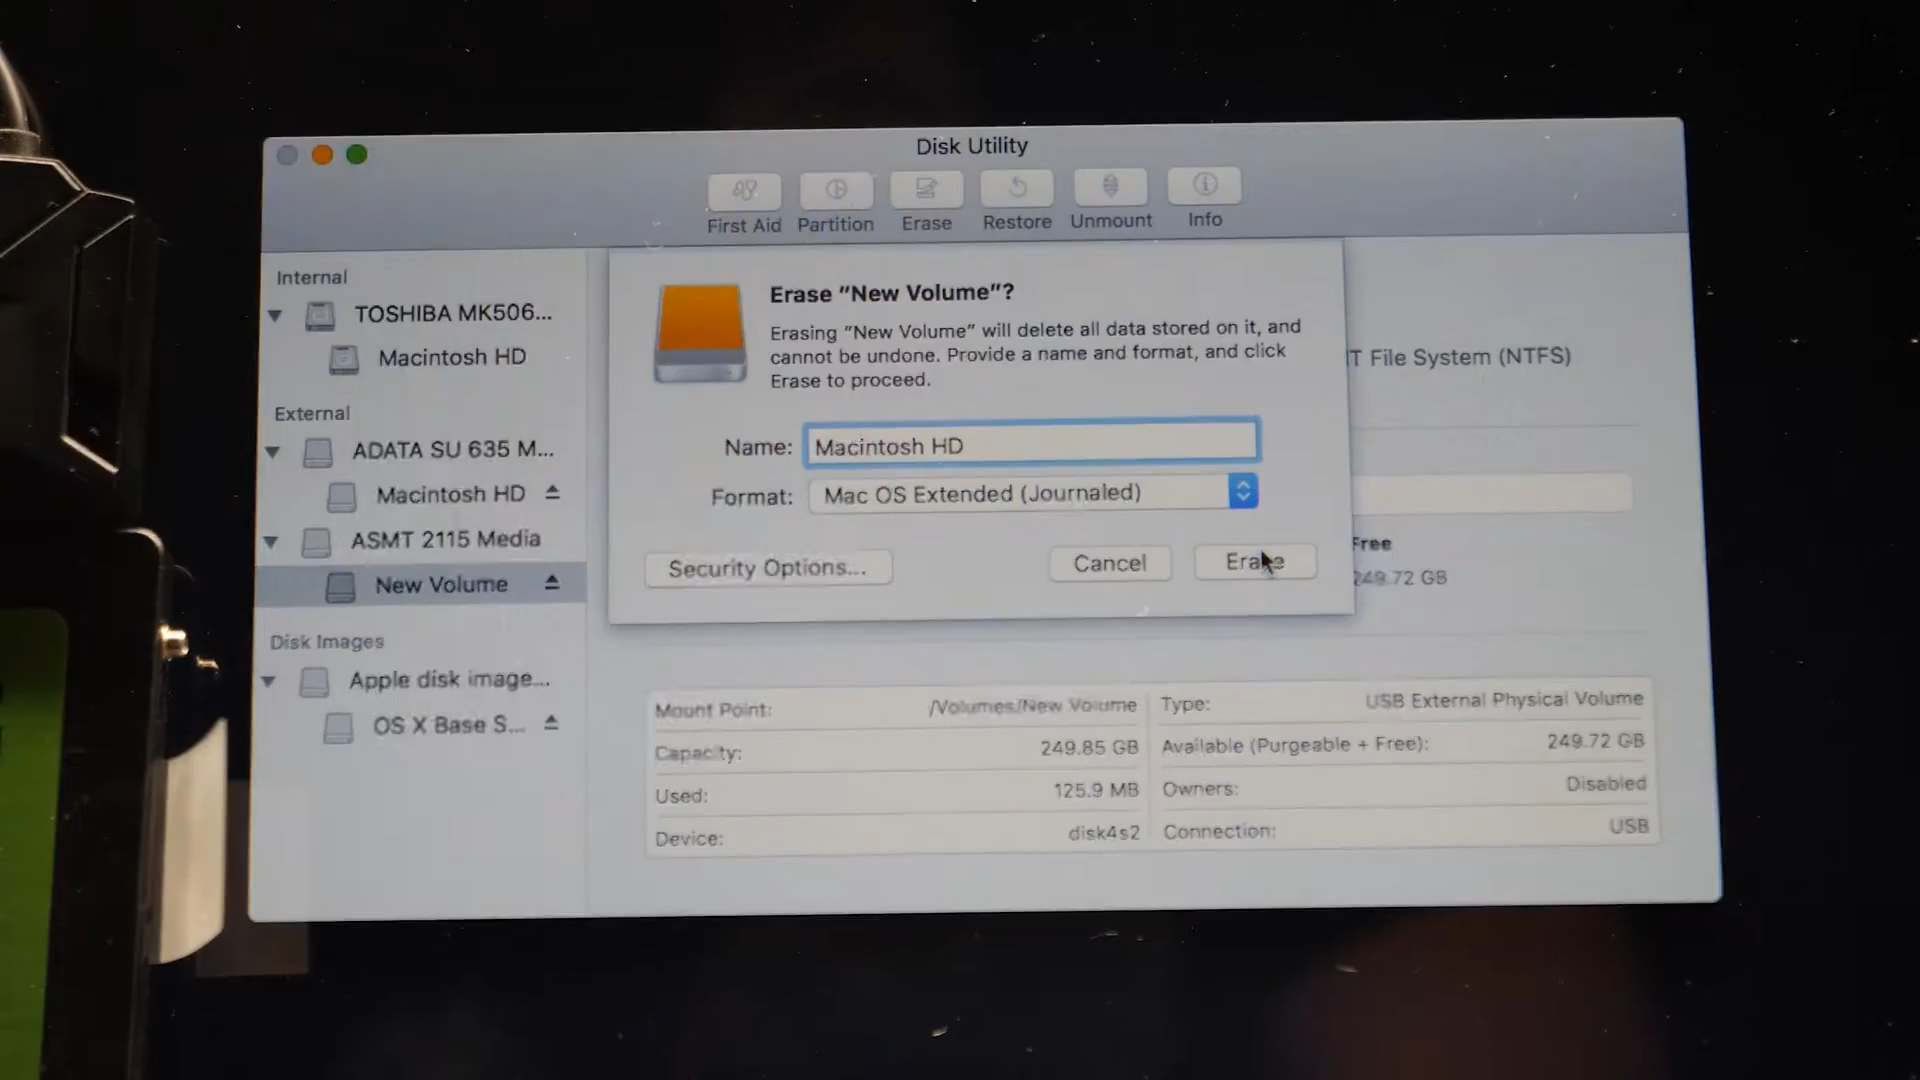 Disk Utility
First Aid
Partition
Erase
Restore
Unmount
Info
Internal
TOSHIBA MK506...
Macintosh HD
External
ADATA SU 635 M...
Macintosh HD
ASMT 2115 Media
New Volume
Disk Images
Apple disk image...
OS X Base S...
Erase “New Volume”?
Erasing “New Volume” will delete all data stored on it, and
cannot be undone. Provide a name and format, and click
Erase to proceed.
Name: Macintosh HD
Format: Mac OS Extended (Journaled)
Security Options...
Cancel
Erase
T File System (NTFS)
Free
249.72 GB
Mount Point: /Volumes/New Volume
Capacity: 249.85 GB
Used: 125.9 MB
Device: disk4s2
Type: USB External Physical Volume
Available (Purgeable + Free): 249.72 GB
Owners: Disabled
Connection: USB